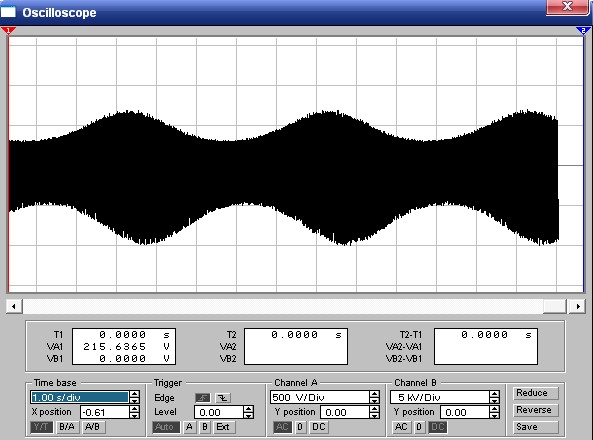 Oscilloscope
1 2
T1 0.0000 s T2 0.0000 s T2-T1 0.0000 s
VA1 215.6365 V VA2 VA2-VA1
VB1 0.0000 V VB2 VB2-VB1
Time base Trigger Channel A Channel B
1.00 s/div Edge 500 V/Div 5 kV/Div Reduce
X position -0.61 Level 0.00 Y position 0.00 Y position 0.00 Reverse
Y/T B/A A/B Auto A B Ext AC 0 DC AC 0 DC Save